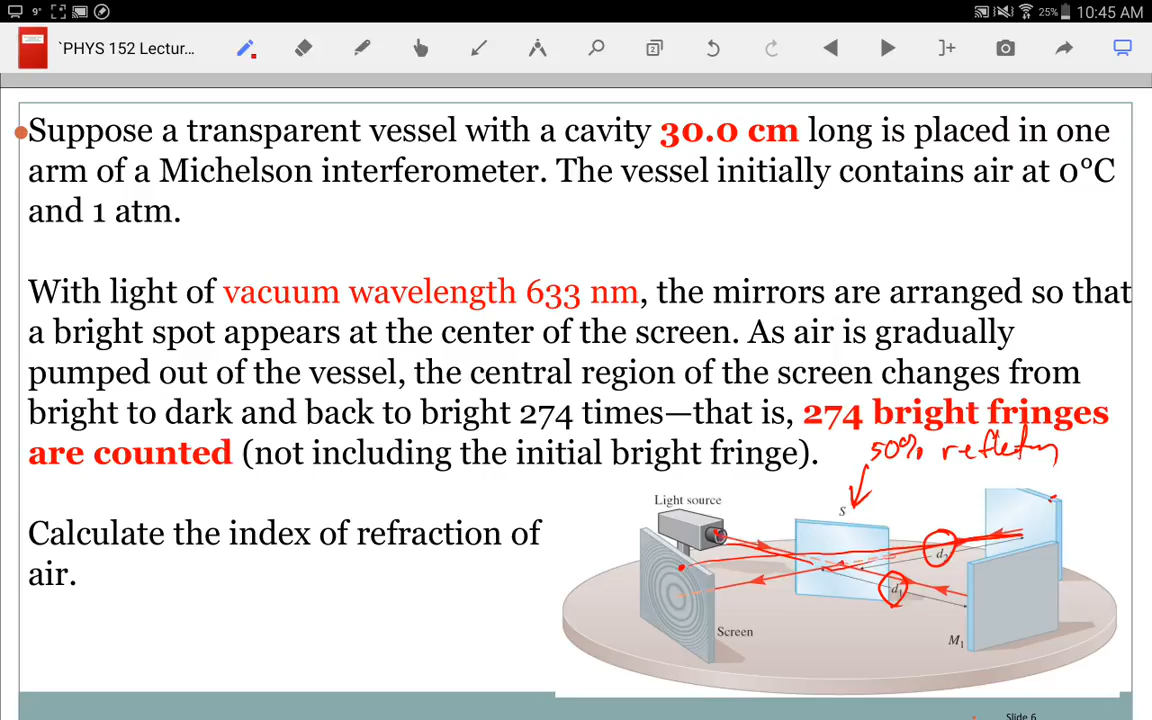 9°
25%
10:45 AM
`PHYS 152 Lectur...
2
Suppose a transparent vessel with a cavity 30.0 cm long is placed in one
arm of a Michelson interferometer. The vessel initially contains air at 0°C
and 1 atm.
With light of vacuum wavelength 633 nm, the mirrors are arranged so that
a bright spot appears at the center of the screen. As air is gradually
pumped out of the vessel, the central region of the screen changes from
bright to dark and back to bright 274 times—that is, 274 bright fringes
are counted (not including the initial bright fringe).
50%
Calculate the index of refraction of
air.
Light source
S
d₂
d₁
Screen
M₁
Slide 6